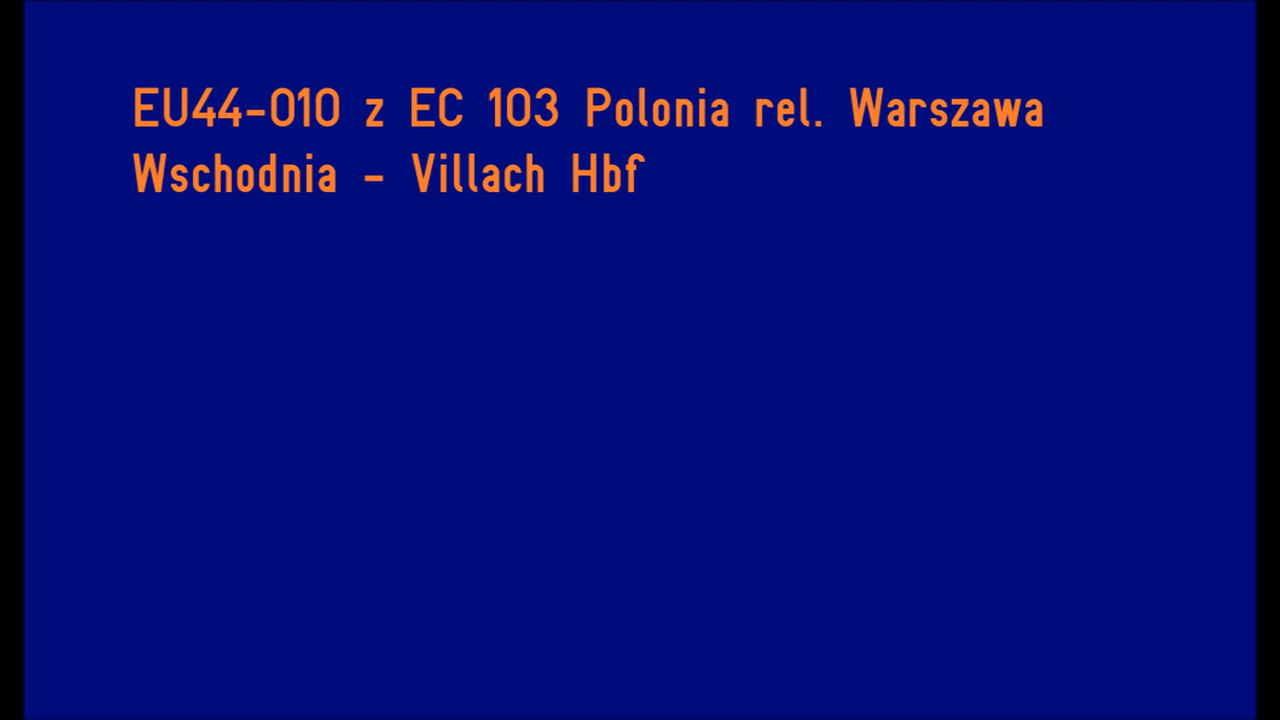 EU44-010 z EC 103 Polonia rel. Warszawa
Wschodnia - Villach Hbf